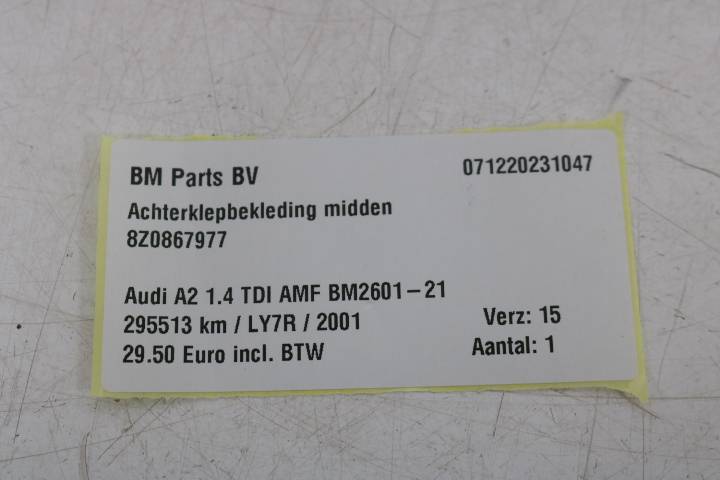 BM Parts BV 071220231047
Achterklepbekleding midden
8Z0867977
Audi A2 1.4 TDI AMF BM2601-21
295513 km / LY7R / 2001 Verz: 15
29.50 Euro incl. BTW Aantal: 1